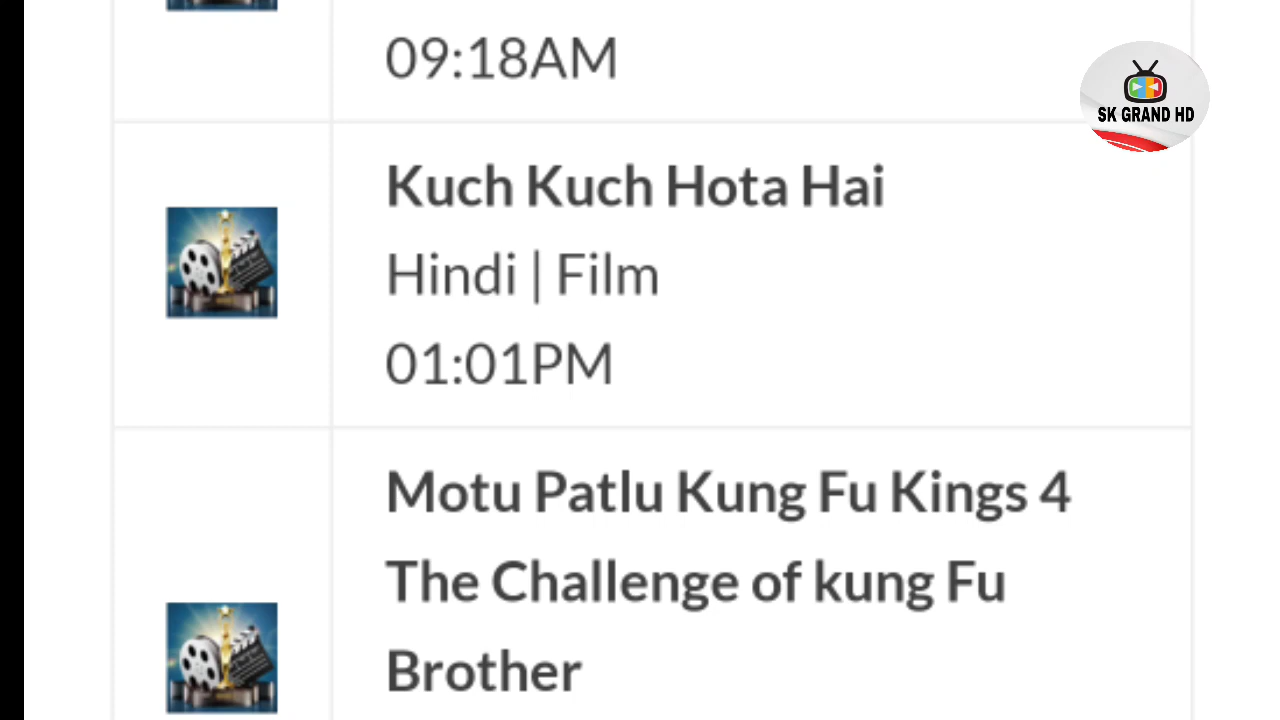 09:18AM
SK GRAND HD
Kuch Kuch Hota Hai
Hindi | Film
01:01PM
Motu Patlu Kung Fu Kings 4
The Challenge of kung Fu
Brother